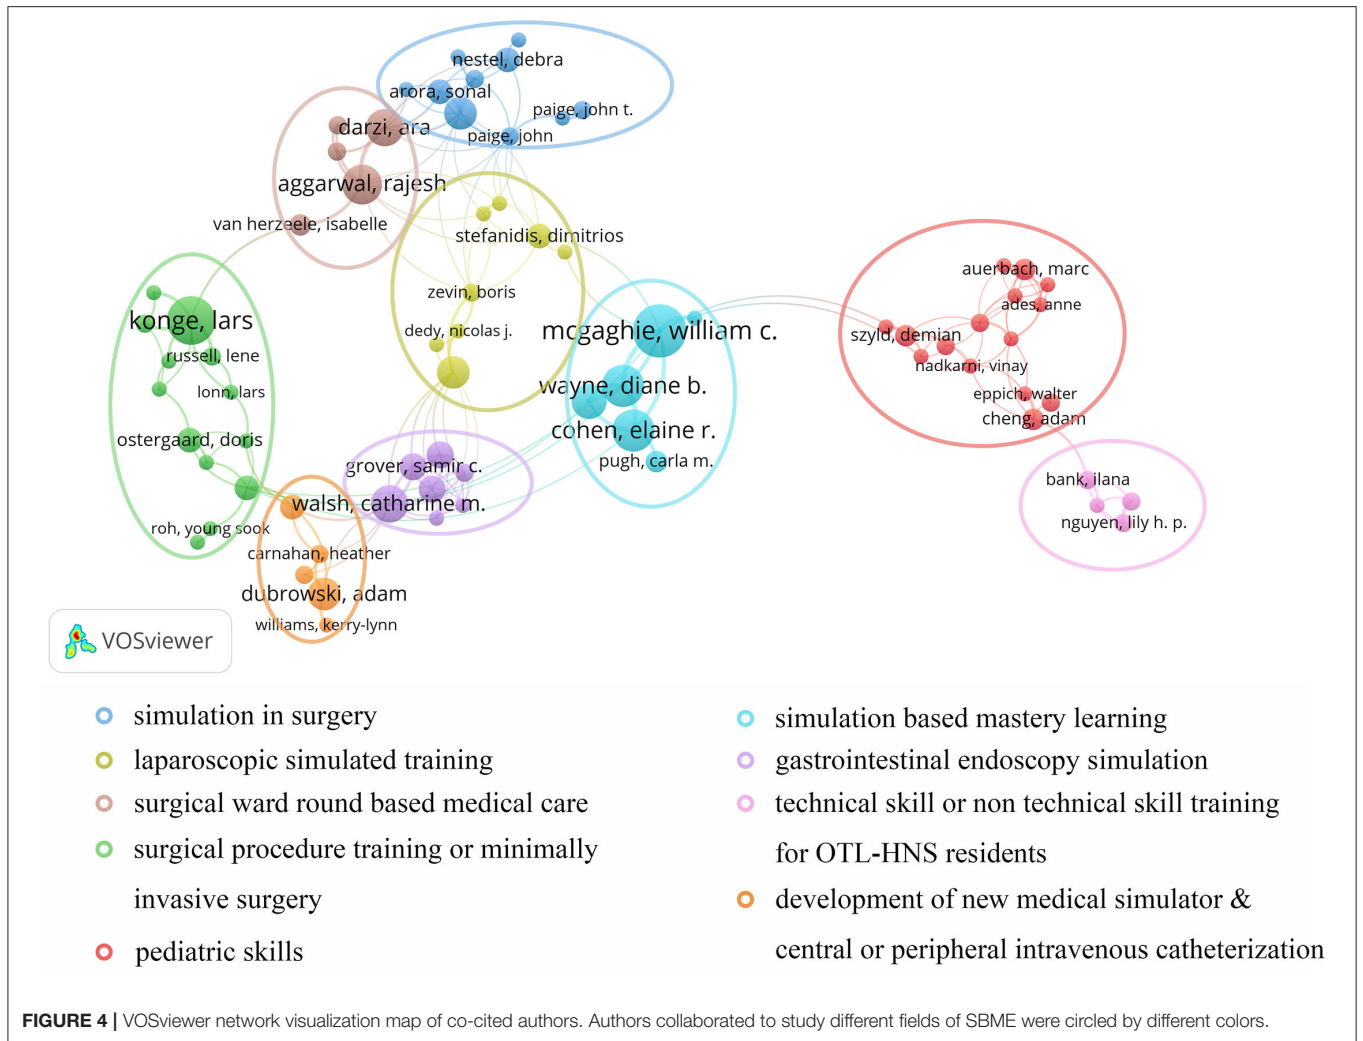 nestel, debra
arora, sonal
paige, john t.
darzi, ara
paige, john
aggarwal, rajesh
van herzeele, isabelle
stefanidis, dimitrios
auerbach, marc
zevin, boris
ades, anne
konge, lars
dedy, nicolas j.
mcgaghie, william c.
szyld, demian
russell, lene
nadkarni, vinay
lonn, lars
wayne, diane b.
eppich, walter
cheng, adam
ostergaard, doris
cohen, elaine r.
grover, samir c.
pugh, carla m.
bank, ilana
walsh, catharine m.
roh, young sook
nguyen, lily h. p.
carnahan, heather
dubrowski, adam
williams, kerry-lynn
VOSviewer
simulation in surgery
laparoscopic simulated training
surgical ward round based medical care
surgical procedure training or minimally
invasive surgery
pediatric skills
simulation based mastery learning
gastrointestinal endoscopy simulation
technical skill or non technical skill training
for OTL-HNS residents
development of new medical simulator &
central or peripheral intravenous catheterization
FIGURE 4 | VOSviewer network visualization map of co-cited authors. Authors collaborated to study different fields of SBME were circled by different colors.